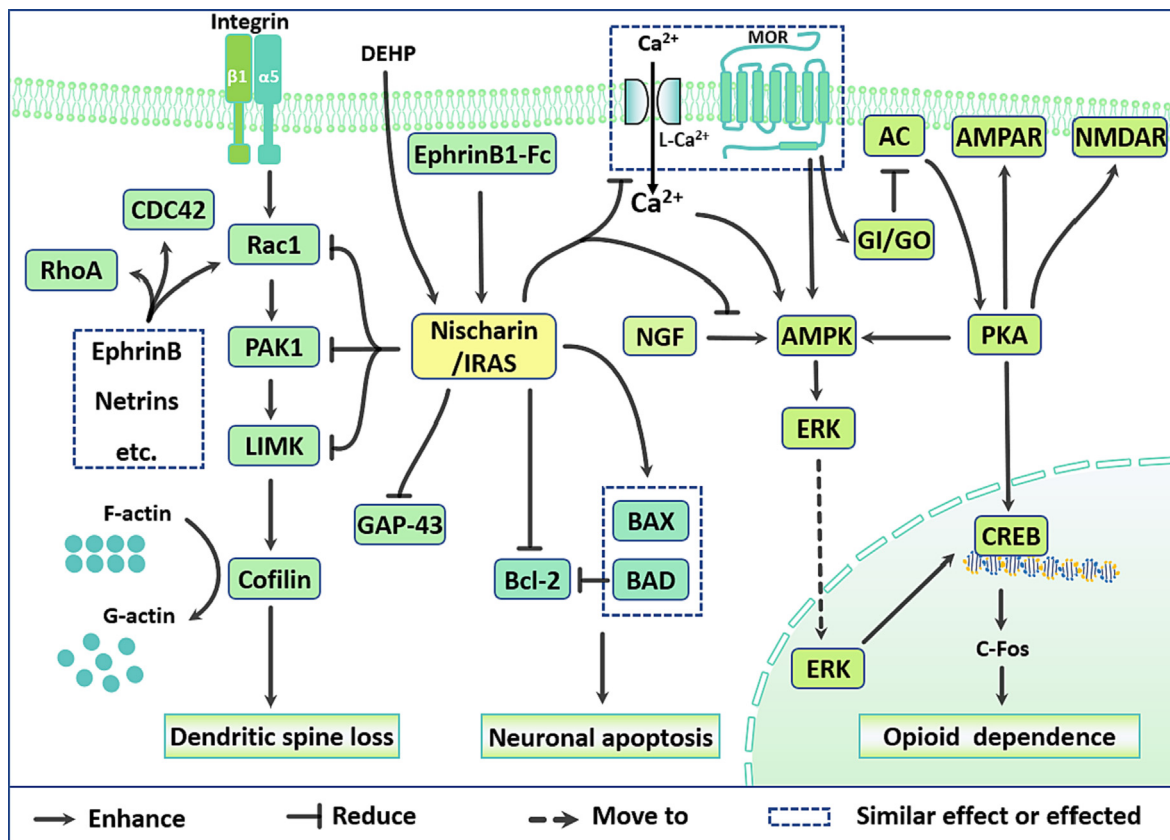 Integrin
β1 α5
DEHP
Ca²⁺
MOR
L-Ca²⁺
Ca²⁺
AC
AMPAR
NMDAR
EphrinB1-Fc
CDC42
RhoA
Rac1
GI/GO
EphrinB
Netrins
etc.
PAK1
Nischarin
/IRAS
NGF
AMPK
PKA
LIMK
ERK
GAP-43
BAX
BAD
Bcl-2
CREB
F-actin
Cofilin
G-actin
C-Fos
ERK
Dendritic spine loss
Neuronal apoptosis
Opioid dependence
Enhance
Reduce
Move to
Similar effect or effected